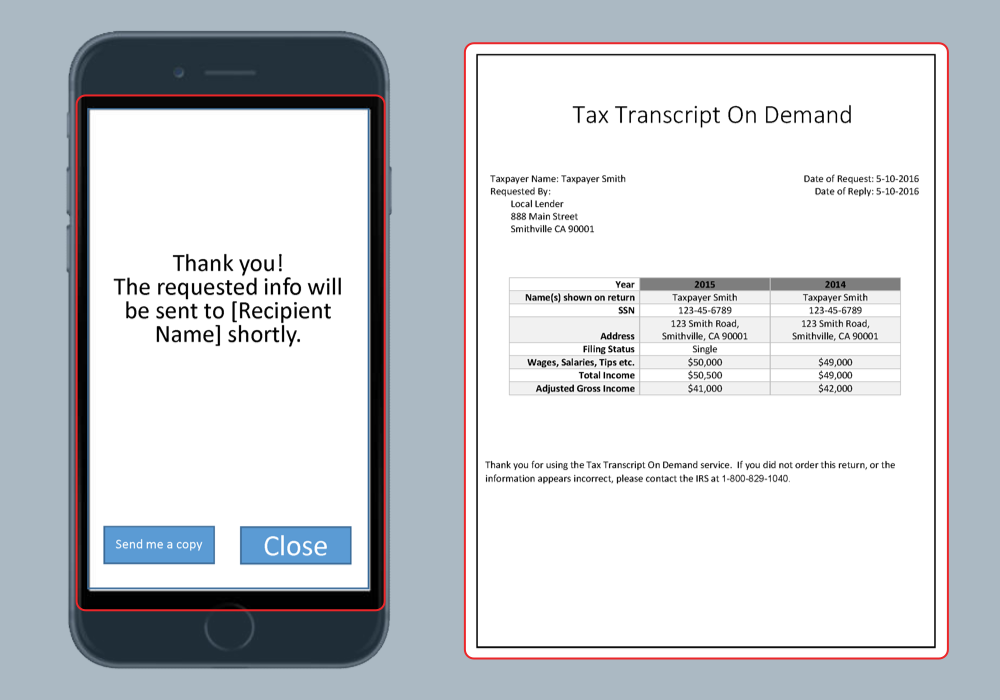 Thank you!
The requested info will
be sent to [Recipient
Name] shortly.
Send me a copy
Close
Tax Transcript On Demand
Taxpayer Name: Taxpayer Smith
Requested By:
Local Lender
888 Main Street
Smithville CA 90001
Date of Request: 5-10-2016
Date of Reply: 5-10-2016
Year 2015 2014
Name(s) shown on return Taxpayer Smith Taxpayer Smith
SSN 123-45-6789 123-45-6789
123 Smith Road, 123 Smith Road,
Address Smithville, CA 90001 Smithville, CA 90001
Filing Status Single
Wages, Salaries, Tips etc. $50,000 $49,000
Total Income $50,500 $49,000
Adjusted Gross Income $41,000 $42,000
Thank you for using the Tax Transcript On Demand service. If you did not order this return, or the
information appears incorrect, please contact the IRS at 1-800-829-1040.